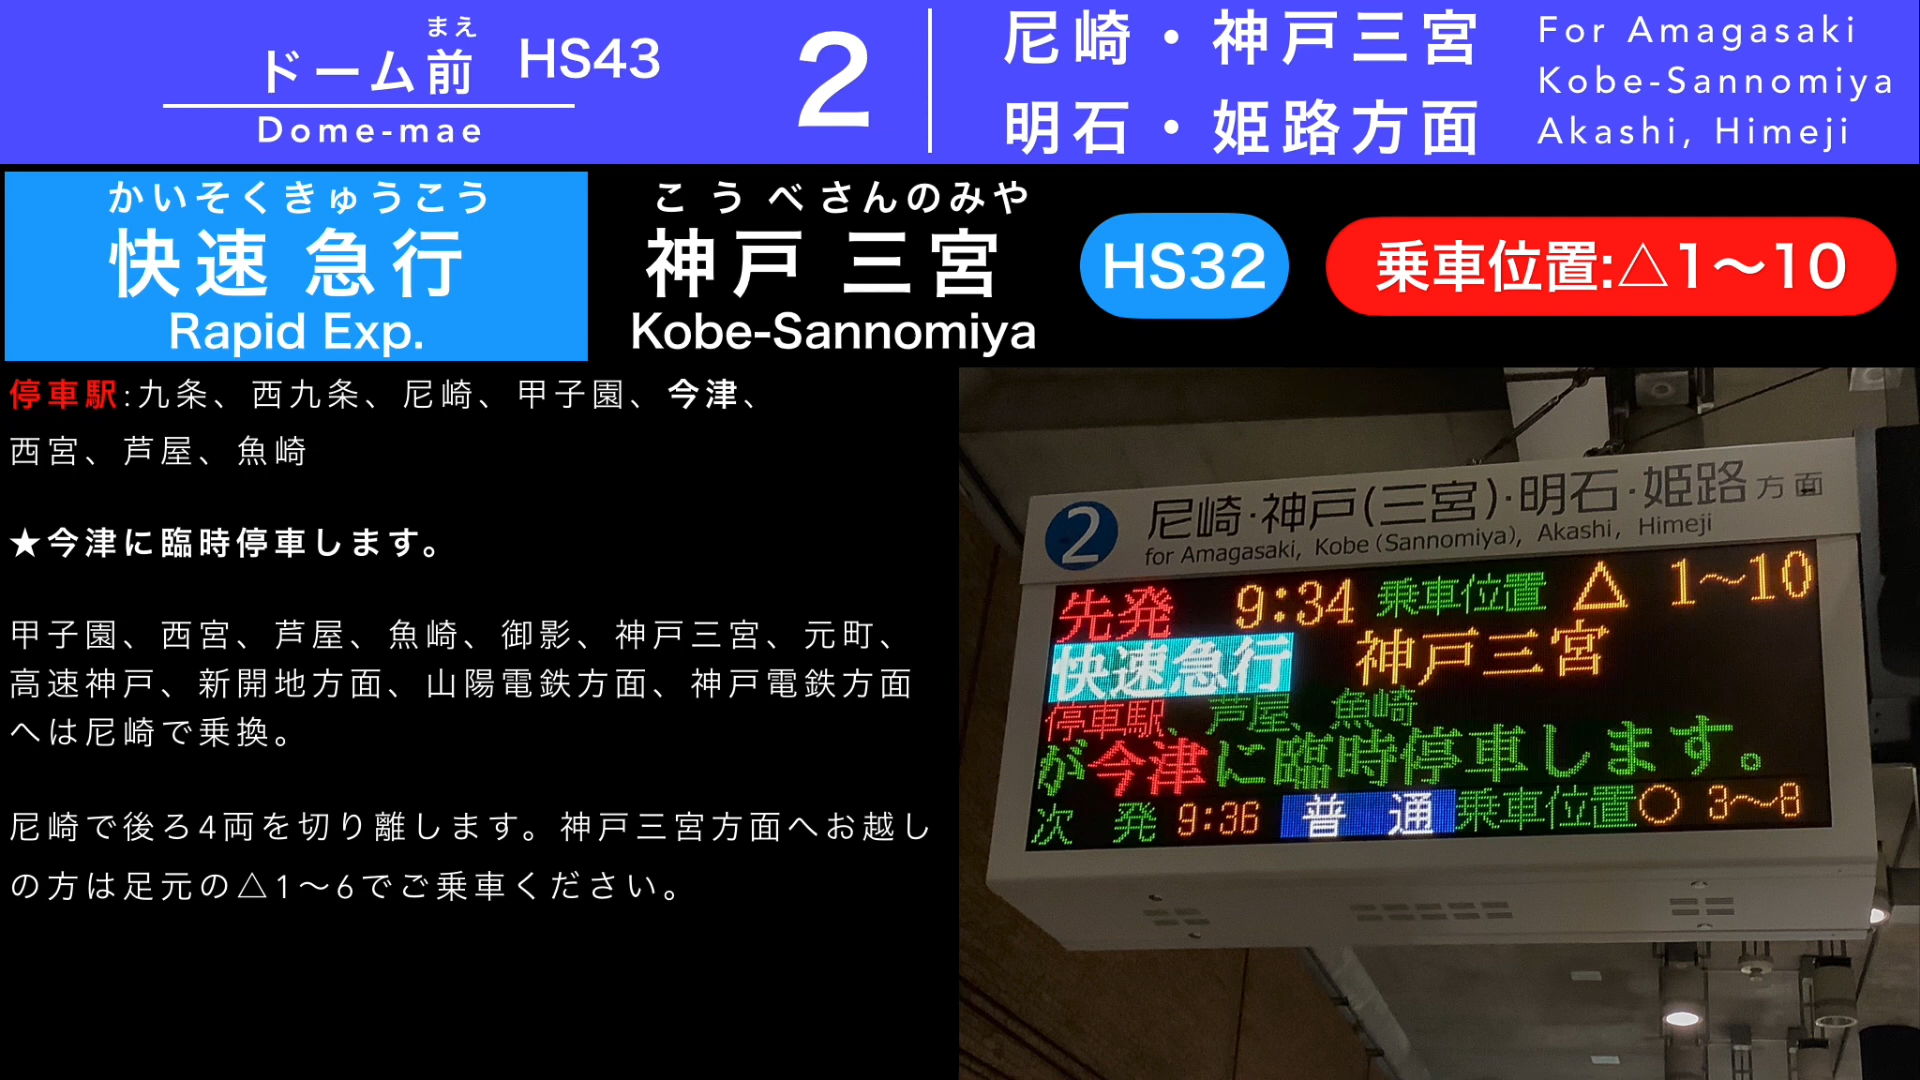 まえ
ドーム前 HS43
Dome-mae
2
尼崎・神戸三宮
明石・姫路方面
For Amagasaki
Kobe-Sannomiya
Akashi, Himeji
かいそくきゅうこう
快速 急行
Rapid Exp.
こうべさんのみや
神戸 三宮
Kobe-Sannomiya
HS32
乗車位置:△1〜10
停車駅:九条、西九条、尼崎、甲子園、今津、
西宮、芦屋、魚崎
★今津に臨時停車します。
甲子園、西宮、芦屋、魚崎、御影、神戸三宮、元町、
高速神戸、新開地方面、山陽電鉄方面、神戸電鉄方面
へは尼崎で乗換。
尼崎で後ろ4両を切り離します。神戸三宮方面へお越し
の方は足元の△1〜6でご乗車ください。
2 尼崎・神戸(三宮)・明石・姫路方面
for Amagasaki, Kobe (Sannomiya), Akashi, Himeji
先発 9:34 乗車位置 △ 1〜10
快速急行 神戸三宮
停車駅、芦屋、魚崎
が今津に臨時停車します。
次 発 9:36 普 通 乗車位置○ 3〜8